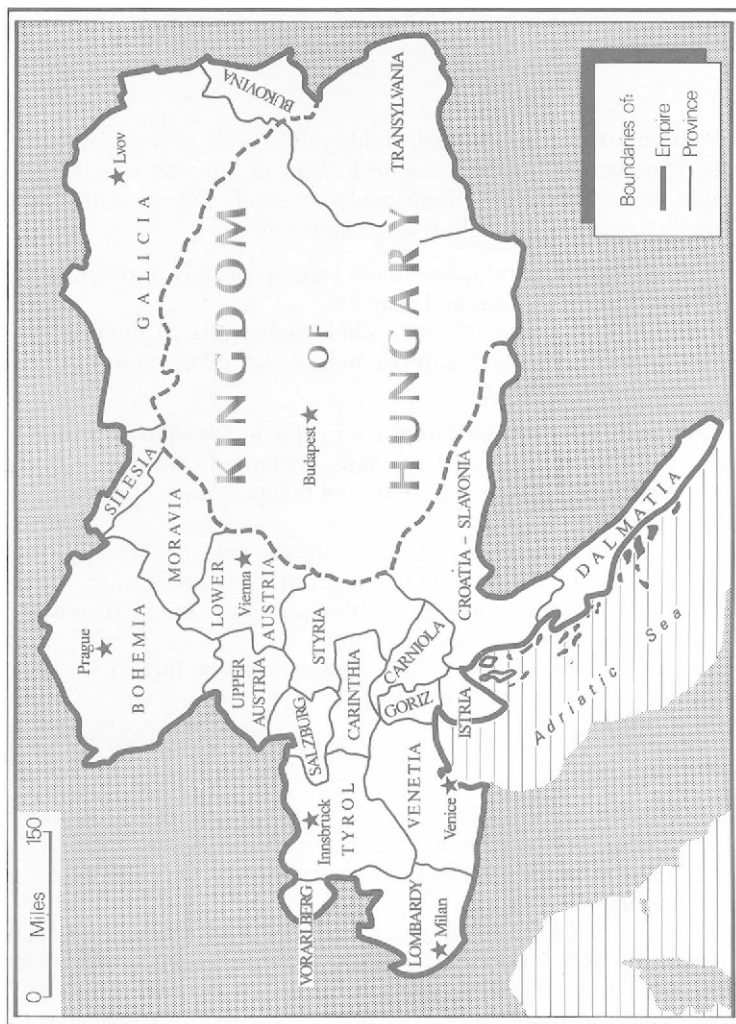 0 Miles 150
Prague
BOHEMIA
SILESIA
MORAVIA
GALICIA
Lvov
BUKOVINA
UPPER
AUSTRIA
LOWER
Vienna
AUSTRIA
KINGDOM
OF
HUNGARY
Budapest
TRANSYLVANIA
VORARLBERG
Innsbruck
TYROL
SALZBURG
STYRIA
CARINTHIA
CARNIOLA
GORIZ
LOMBARDY
Milan
VENETIA
Venice
ISTRIA
CROATIA - SLAVONIA
DALMATIA
Adriatic Sea
Boundaries of:
Empire
Province